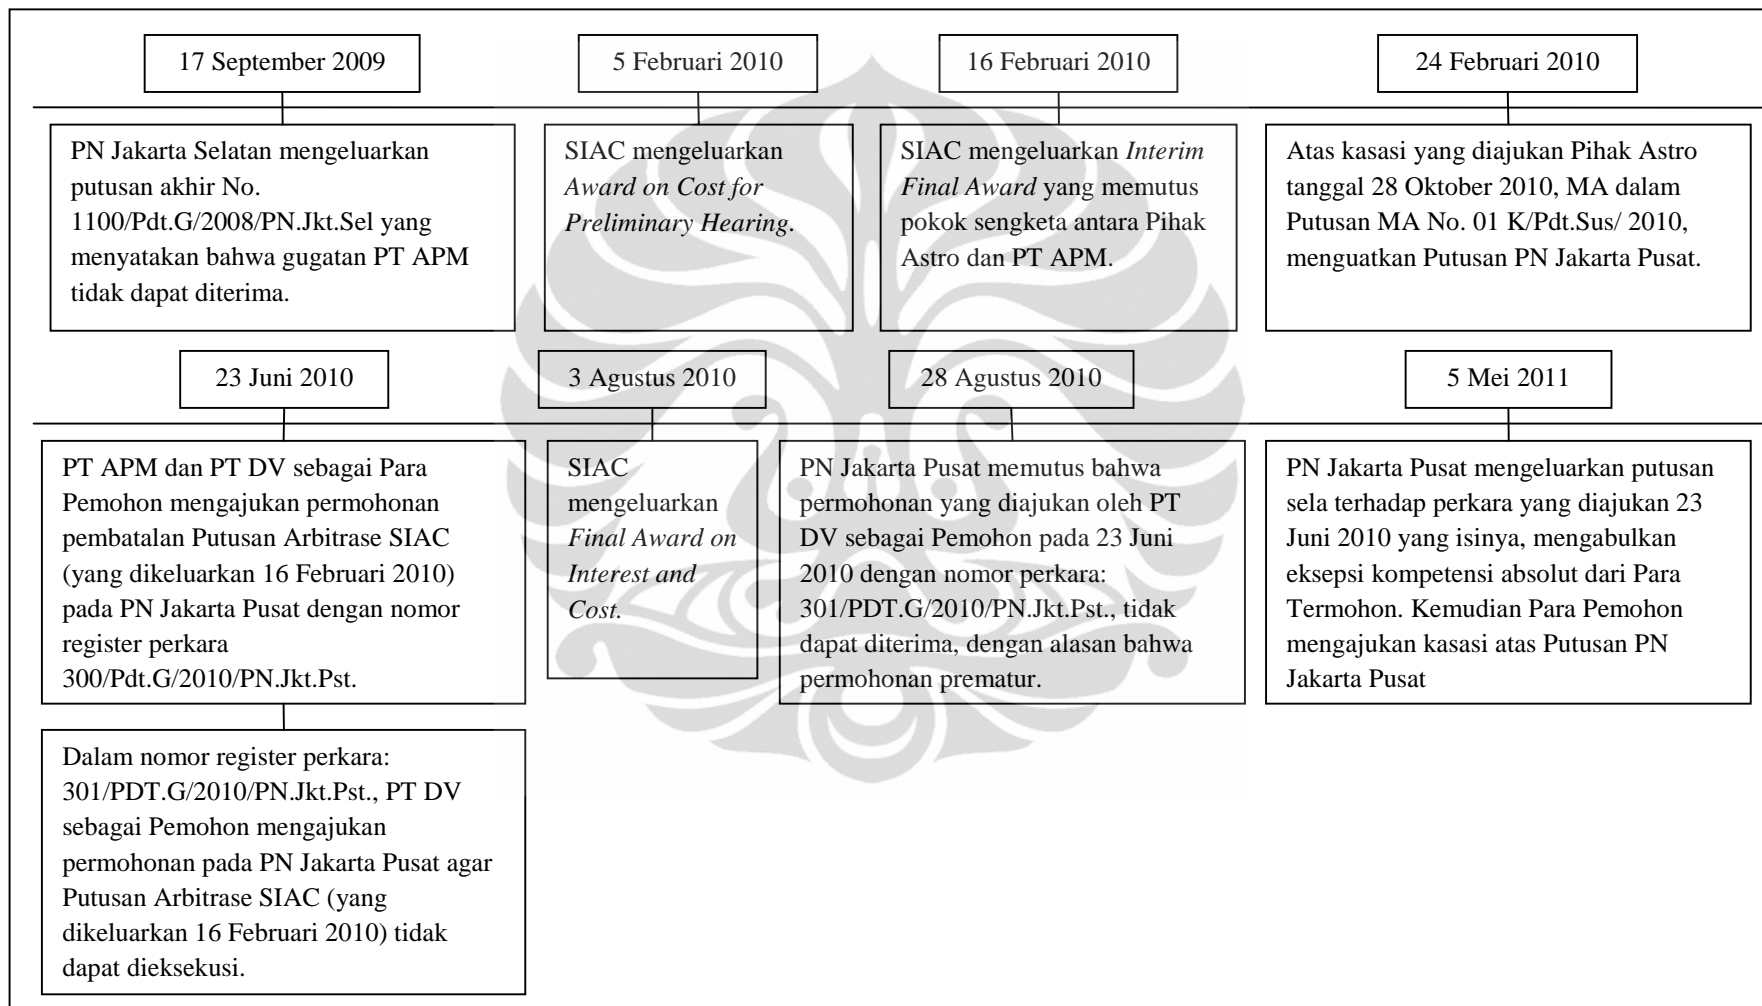 17 September 2009
PN Jakarta Selatan mengeluarkan
putusan akhir No.
1100/Pdt.G/2008/PN.Jkt.Sel yang
menyatakan bahwa gugatan PT APM
tidak dapat diterima.
5 Februari 2010
SIAC mengeluarkan
Award on Cost for
Preliminary Hearing.
16 Februari 2010
SIAC mengeluarkan Interim
Final Award yang memutus
pokok sengketa antara Pihak
Astro dan PT APM.
24 Februari 2010
Atas kasasi yang diajukan Pihak Astro
tanggal 28 Oktober 2010, MA dalam
Putusan MA No. 01 K/Pdt.Sus/ 2010,
menguatkan Putusan PN Jakarta Pusat.
23 Juni 2010
PT APM dan PT DV sebagai Para
Pemohon mengajukan permohonan
pembatalan Putusan Arbitrase SIAC
(yang dikeluarkan 16 Februari 2010)
pada PN Jakarta Pusat dengan nomor
register perkara
300/Pdt.G/2010/PN.Jkt.Pst.
Dalam nomor register perkara:
301/PDT.G/2010/PN.Jkt.Pst., PT DV
sebagai Pemohon mengajukan
permohonan pada PN Jakarta Pusat agar
Putusan Arbitrase SIAC (yang
dikeluarkan 16 Februari 2010) tidak
dapat dieksekusi.
3 Agustus 2010
SIAC
mengeluarkan
Final Award on
Interest and
Cost.
28 Agustus 2010
PN Jakarta Pusat memutus bahwa
permohonan yang diajukan oleh PT
DV sebagai Pemohon pada 23 Juni
2010 dengan nomor perkara:
301/PDT.G/2010/PN.Jkt.Pst., tidak
dapat diterima, dengan alasan bahwa
permohonan prematur.
5 Mei 2011
PN Jakarta Pusat mengeluarkan putusan
sela terhadap perkara yang diajukan 23
Juni 2010 yang isinya, mengabulkan
eksepsi kompetensi absolut dari Para
Termohon. Kemudian Para Pemohon
mengajukan kasasi atas Putusan PN
Jakarta Pusat